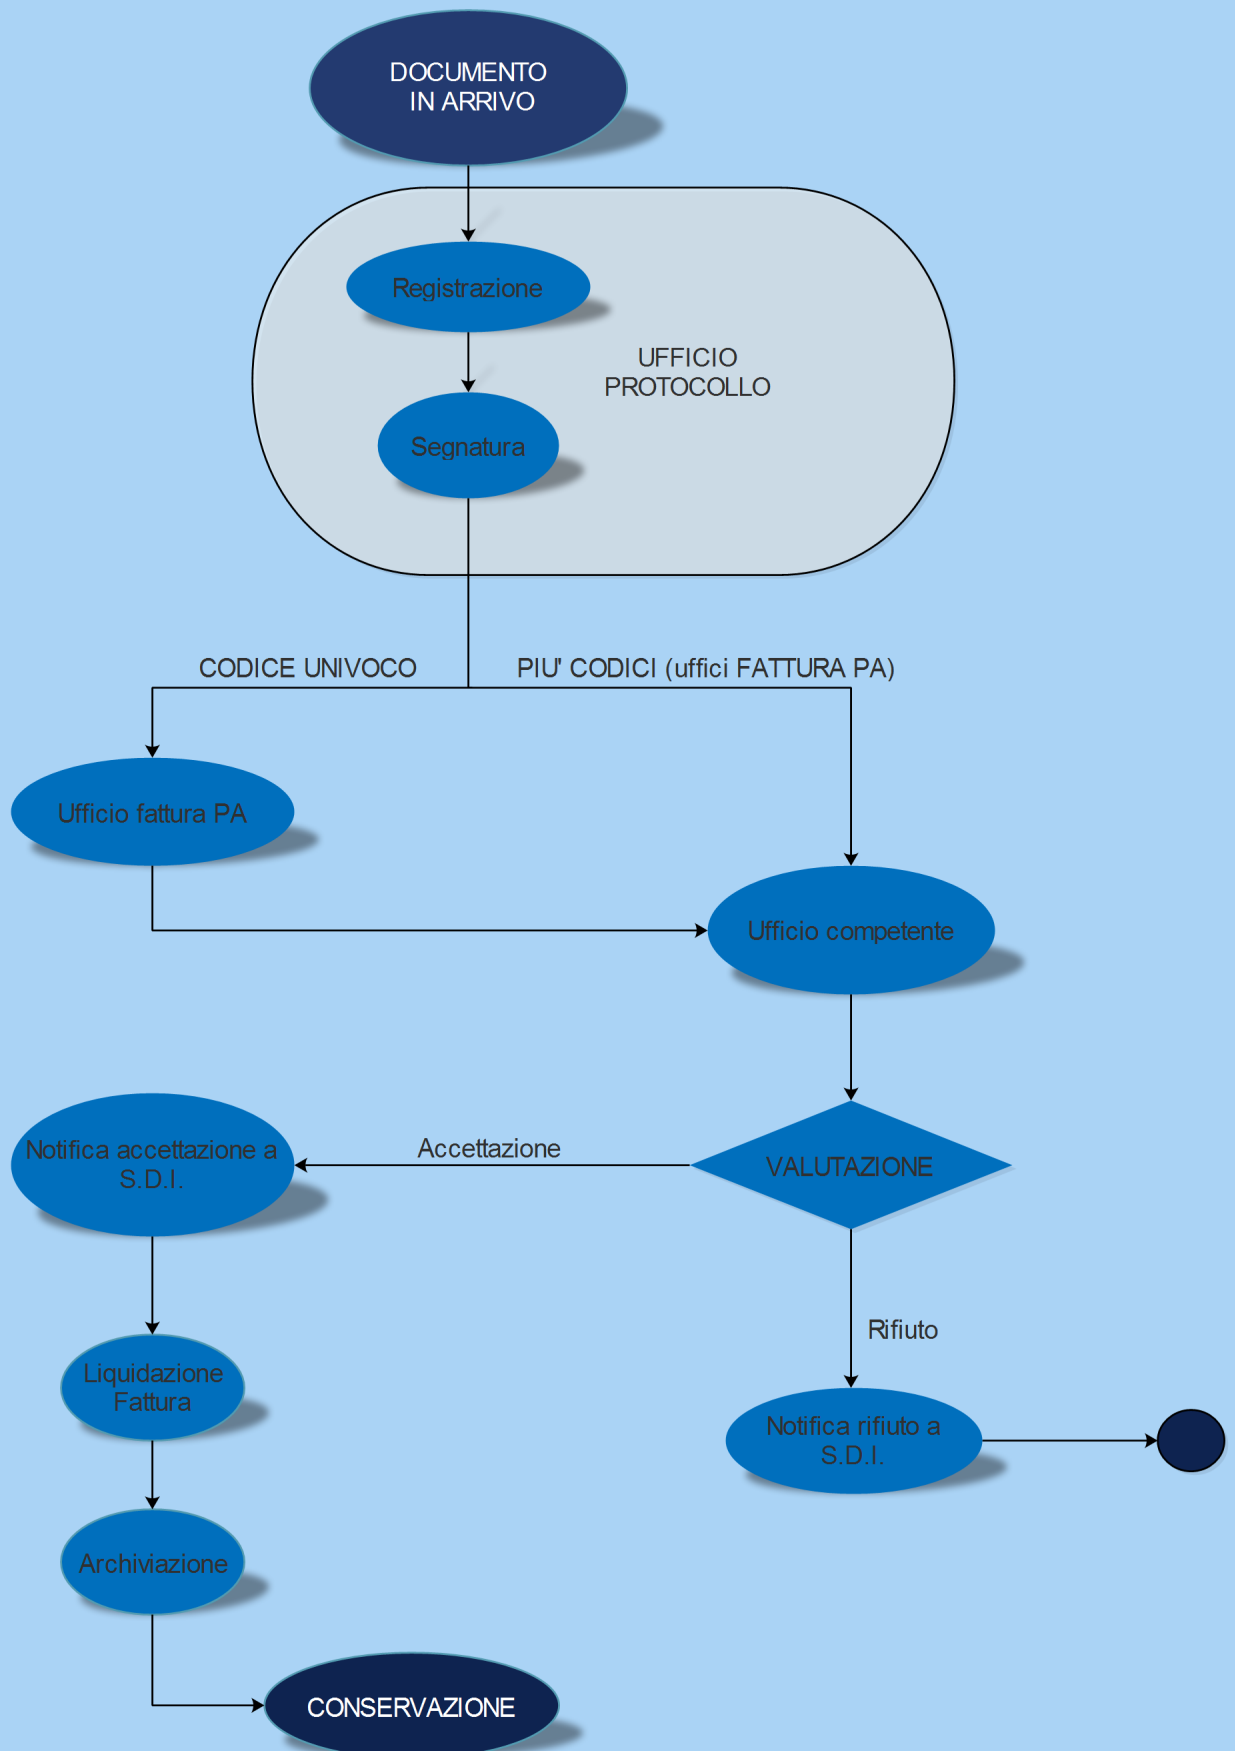 DOCUMENTO
IN ARRIVO
Registrazione
UFFICIO
PROTOCOLLO
Segnatura
CODICE UNIVOCO
PIU' CODICI (uffici FATTURA PA)
Ufficio fattura PA
Ufficio competente
Notifica accettazione a
S.D.I.
Accettazione
VALUTAZIONE
Rifiuto
Liquidazione
Fattura
Notifica rifiuto a
S.D.I.
Archiviazione
CONSERVAZIONE